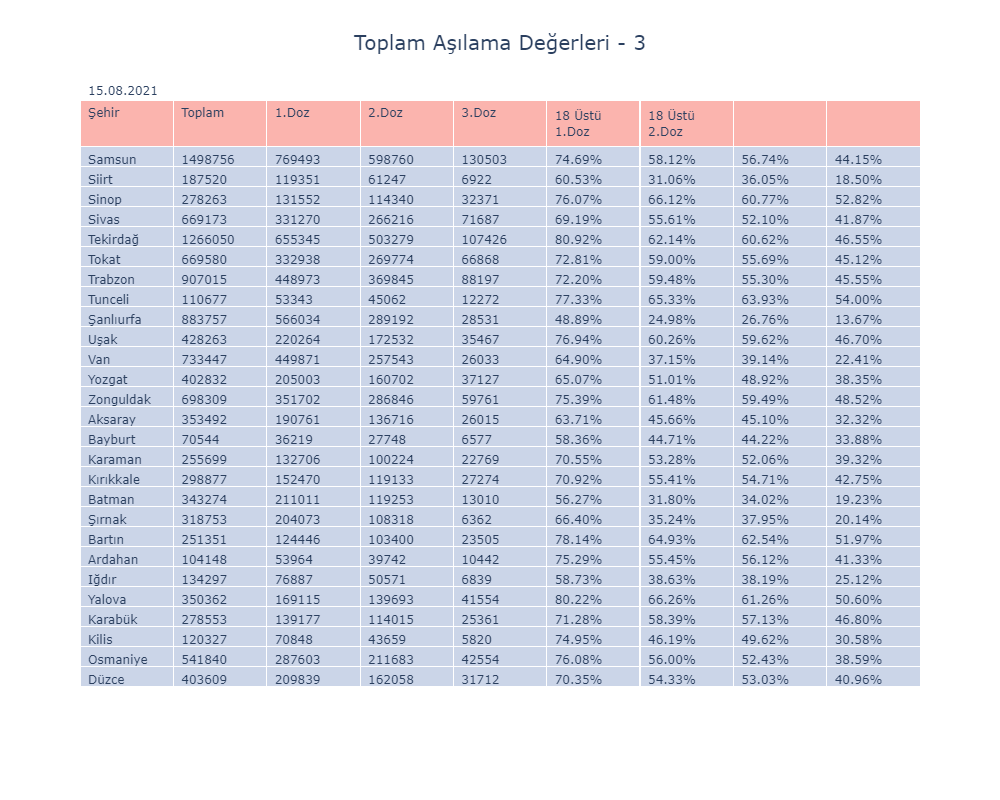 Toplam Aşılama Değerleri - 3
15.08.2021
Şehir Toplam 1.Doz 2.Doz 3.Doz 18 Üstü 1.Doz 18 Üstü 2.Doz
Samsun 1498756 769493 598760 130503 74.69% 58.12% 56.74% 44.15%
Siirt 187520 119351 61247 6922 60.53% 31.06% 36.05% 18.50%
Sinop 278263 131552 114340 32371 76.07% 66.12% 60.77% 52.82%
Sivas 669173 331270 266216 71687 69.19% 55.61% 52.10% 41.87%
Tekirdağ 1266050 655345 503279 107426 80.92% 62.14% 60.62% 46.55%
Tokat 669580 332938 269774 66868 72.81% 59.00% 55.69% 45.12%
Trabzon 907015 448973 369845 88197 72.20% 59.48% 55.30% 45.55%
Tunceli 110677 53343 45062 12272 77.33% 65.33% 63.93% 54.00%
Şanlıurfa 883757 566034 289192 28531 48.89% 24.98% 26.76% 13.67%
Uşak 428263 220264 172532 35467 76.94% 60.26% 59.62% 46.70%
Van 733447 449871 257543 26033 64.90% 37.15% 39.14% 22.41%
Yozgat 402832 205003 160702 37127 65.07% 51.01% 48.92% 38.35%
Zonguldak 698309 351702 286846 59761 75.39% 61.48% 59.49% 48.52%
Aksaray 353492 190761 136716 26015 63.71% 45.66% 45.10% 32.32%
Bayburt 70544 36219 27748 6577 58.36% 44.71% 44.22% 33.88%
Karaman 255699 132706 100224 22769 70.55% 53.28% 52.06% 39.32%
Kırıkkale 298877 152470 119133 27274 70.92% 55.41% 54.71% 42.75%
Batman 343274 211011 119253 13010 56.27% 31.80% 34.02% 19.23%
Şırnak 318753 204073 108318 6362 66.40% 35.24% 37.95% 20.14%
Bartın 251351 124446 103400 23505 78.14% 64.93% 62.54% 51.97%
Ardahan 104148 53964 39742 10442 75.29% 55.45% 56.12% 41.33%
Iğdır 134297 76887 50571 6839 58.73% 38.63% 38.19% 25.12%
Yalova 350362 169115 139693 41554 80.22% 66.26% 61.26% 50.60%
Karabük 278553 139177 114015 25361 71.28% 58.39% 57.13% 46.80%
Kilis 120327 70848 43659 5820 74.95% 46.19% 49.62% 30.58%
Osmaniye 541840 287603 211683 42554 76.08% 56.00% 52.43% 38.59%
Düzce 403609 209839 162058 31712 70.35% 54.33% 53.03% 40.96%